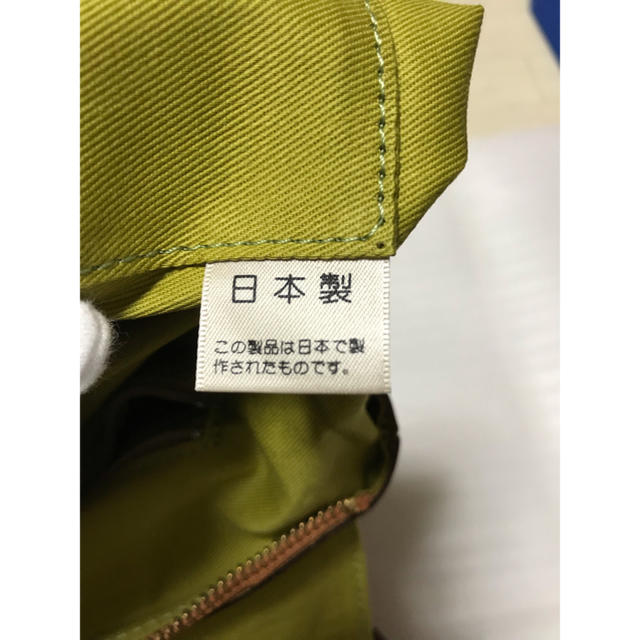 日本製
この製品は日本で製
作されたものです。